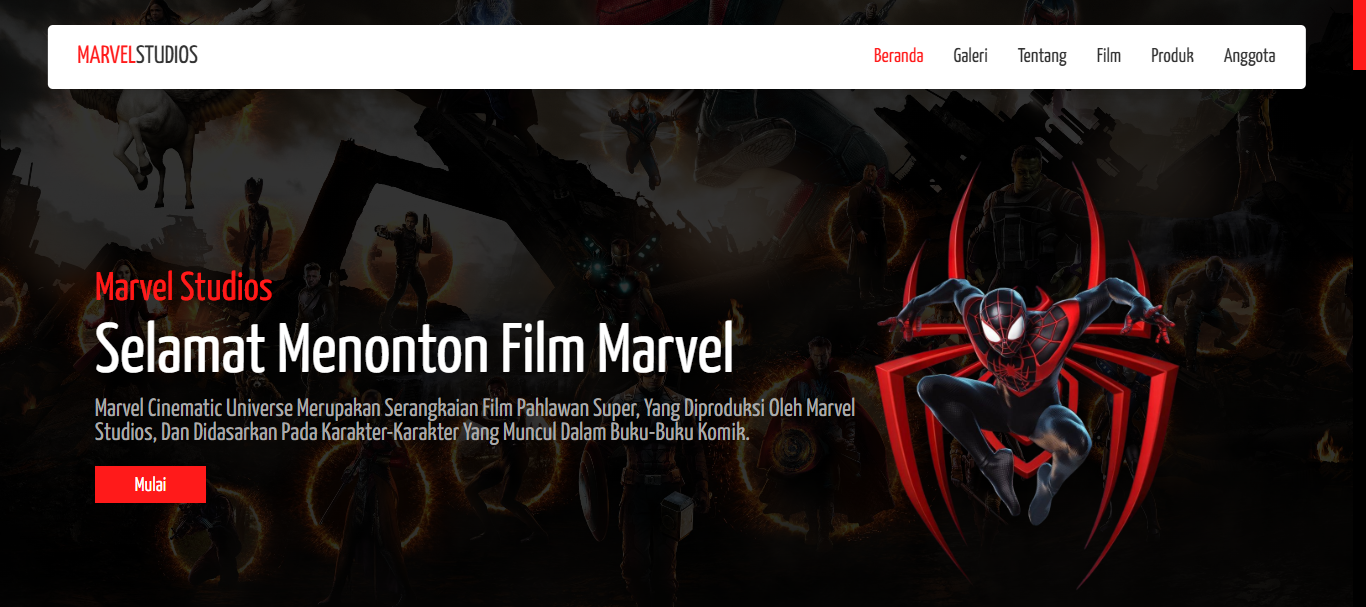 MARVELSTUDIOS
Beranda Galeri Tentang Film Produk Anggota
Marvel Studios
Selamat Menonton Film Marvel
Marvel Cinematic Universe Merupakan Serangkaian Film Pahlawan Super, Yang Diproduksi Oleh Marvel
Studios, Dan Didasarkan Pada Karakter-Karakter Yang Muncul Dalam Buku-Buku Komik.
Mulai